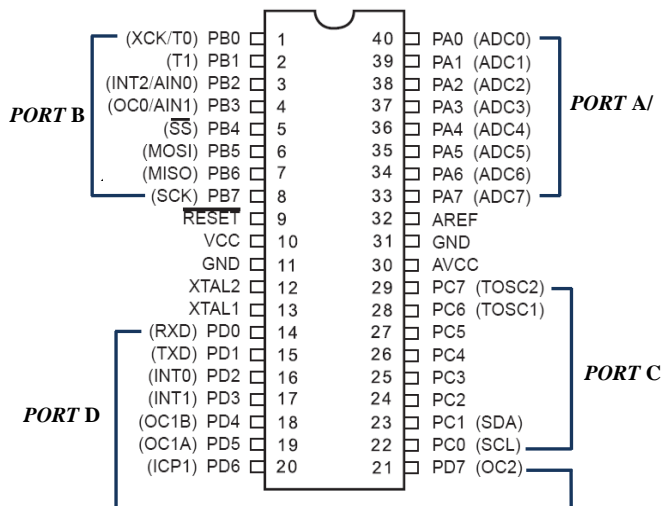 (XCK/T0) PB0 1 40 PA0 (ADC0)
(T1) PB1 2 39 PA1 (ADC1)
(INT2/AIN0) PB2 3 38 PA2 (ADC2)
PORT B (OC0/AIN1) PB3 4 37 PA3 (ADC3) PORT A/
(SS) PB4 5 36 PA4 (ADC4)
(MOSI) PB5 6 35 PA5 (ADC5)
(MISO) PB6 7 34 PA6 (ADC6)
(SCK) PB7 8 33 PA7 (ADC7)
RESET 9 32 AREF
VCC 10 31 GND
GND 11 30 AVCC
XTAL2 12 29 PC7 (TOSC2)
XTAL1 13 28 PC6 (TOSC1)
(RXD) PD0 14 27 PC5
(TXD) PD1 15 26 PC4
(INT0) PD2 16 25 PC3 PORT C
(INT1) PD3 17 24 PC2
PORT D (OC1B) PD4 18 23 PC1 (SDA)
(OC1A) PD5 19 22 PC0 (SCL)
(ICP1) PD6 20 21 PD7 (OC2)